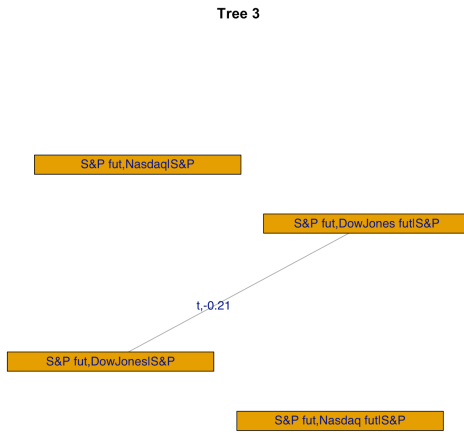 Tree 3
S&P fut,Nasdaq|S&P
S&P fut,DowJones fut|S&P
t,-0.21
S&P fut,DowJones|S&P
S&P fut,Nasdaq fut|S&P